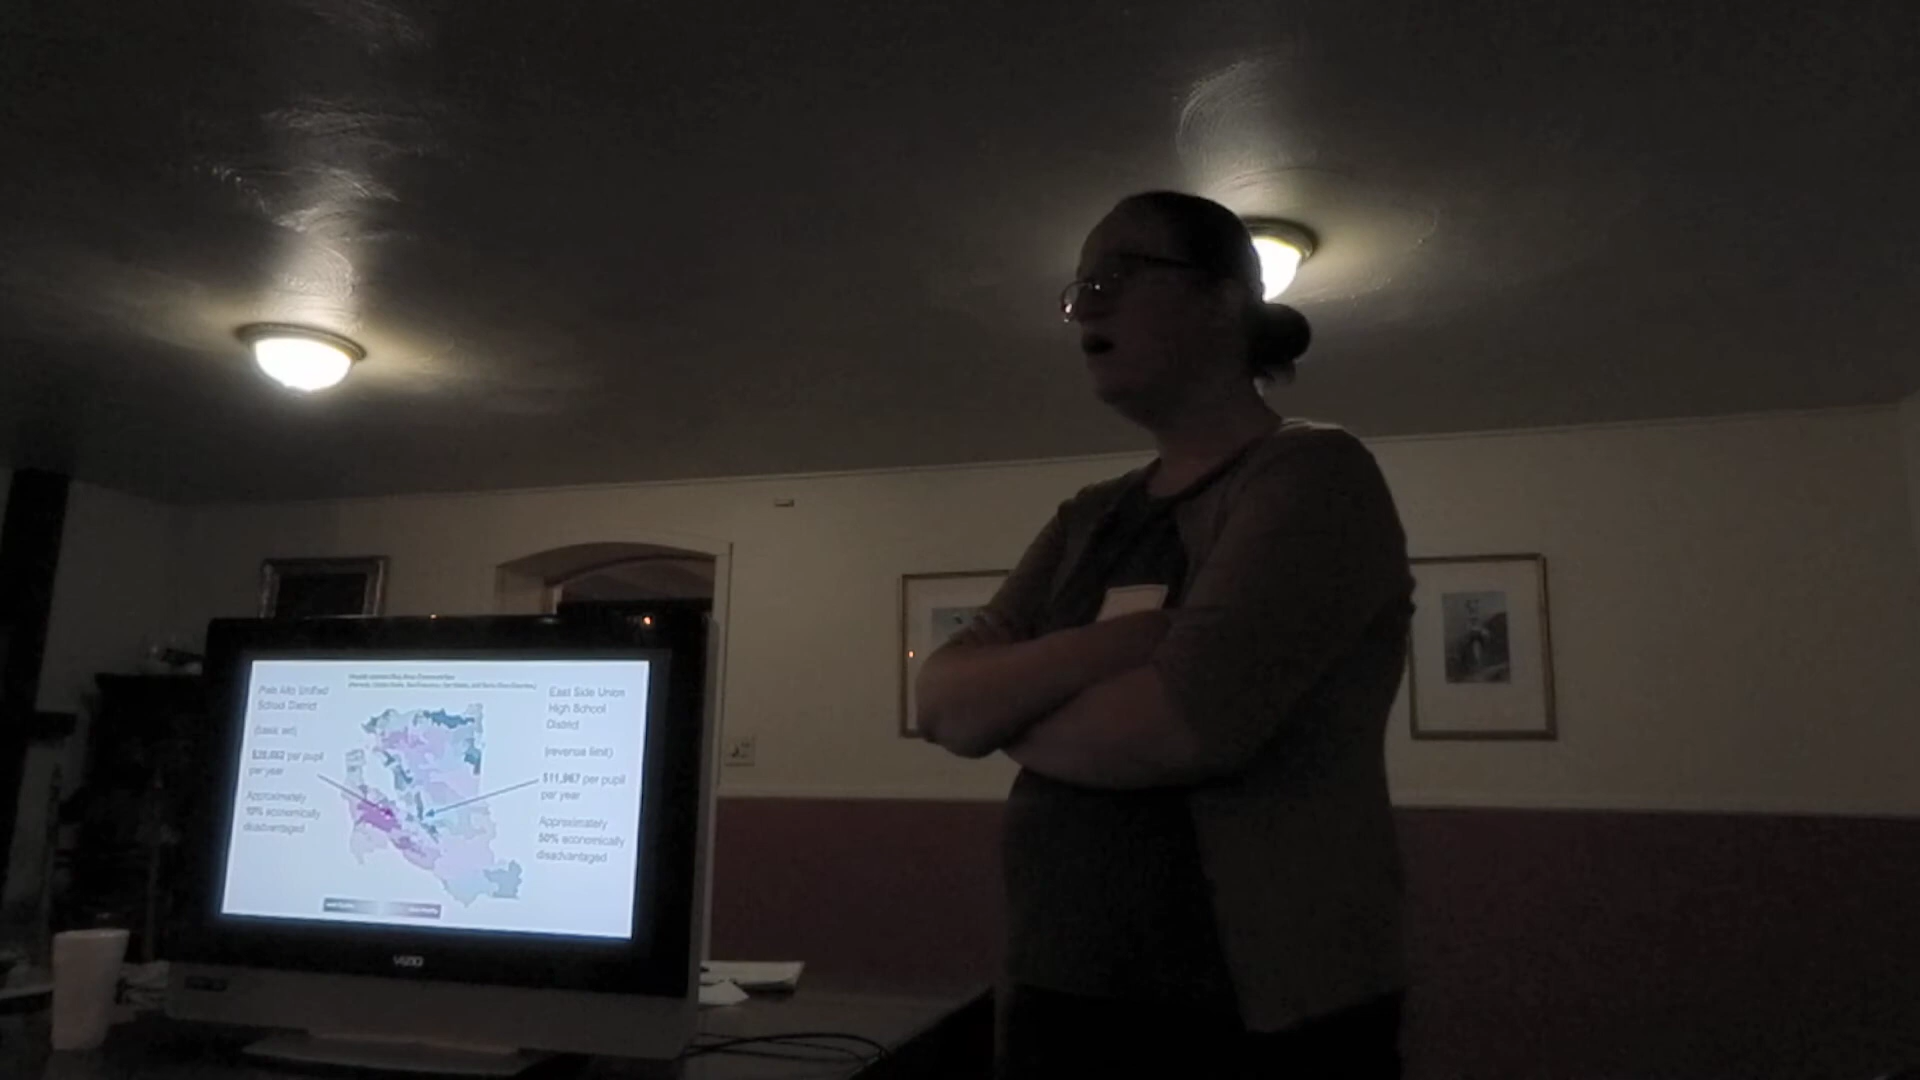 Palo Alto Unified
School District
(basic aid)
per pupil
per year
Approximately
10% economically
disadvantaged
East Side Union
High School
District
(revenue limit)
$11,967 per pupil
per year
Approximately
50% economically
disadvantaged
VIZIO